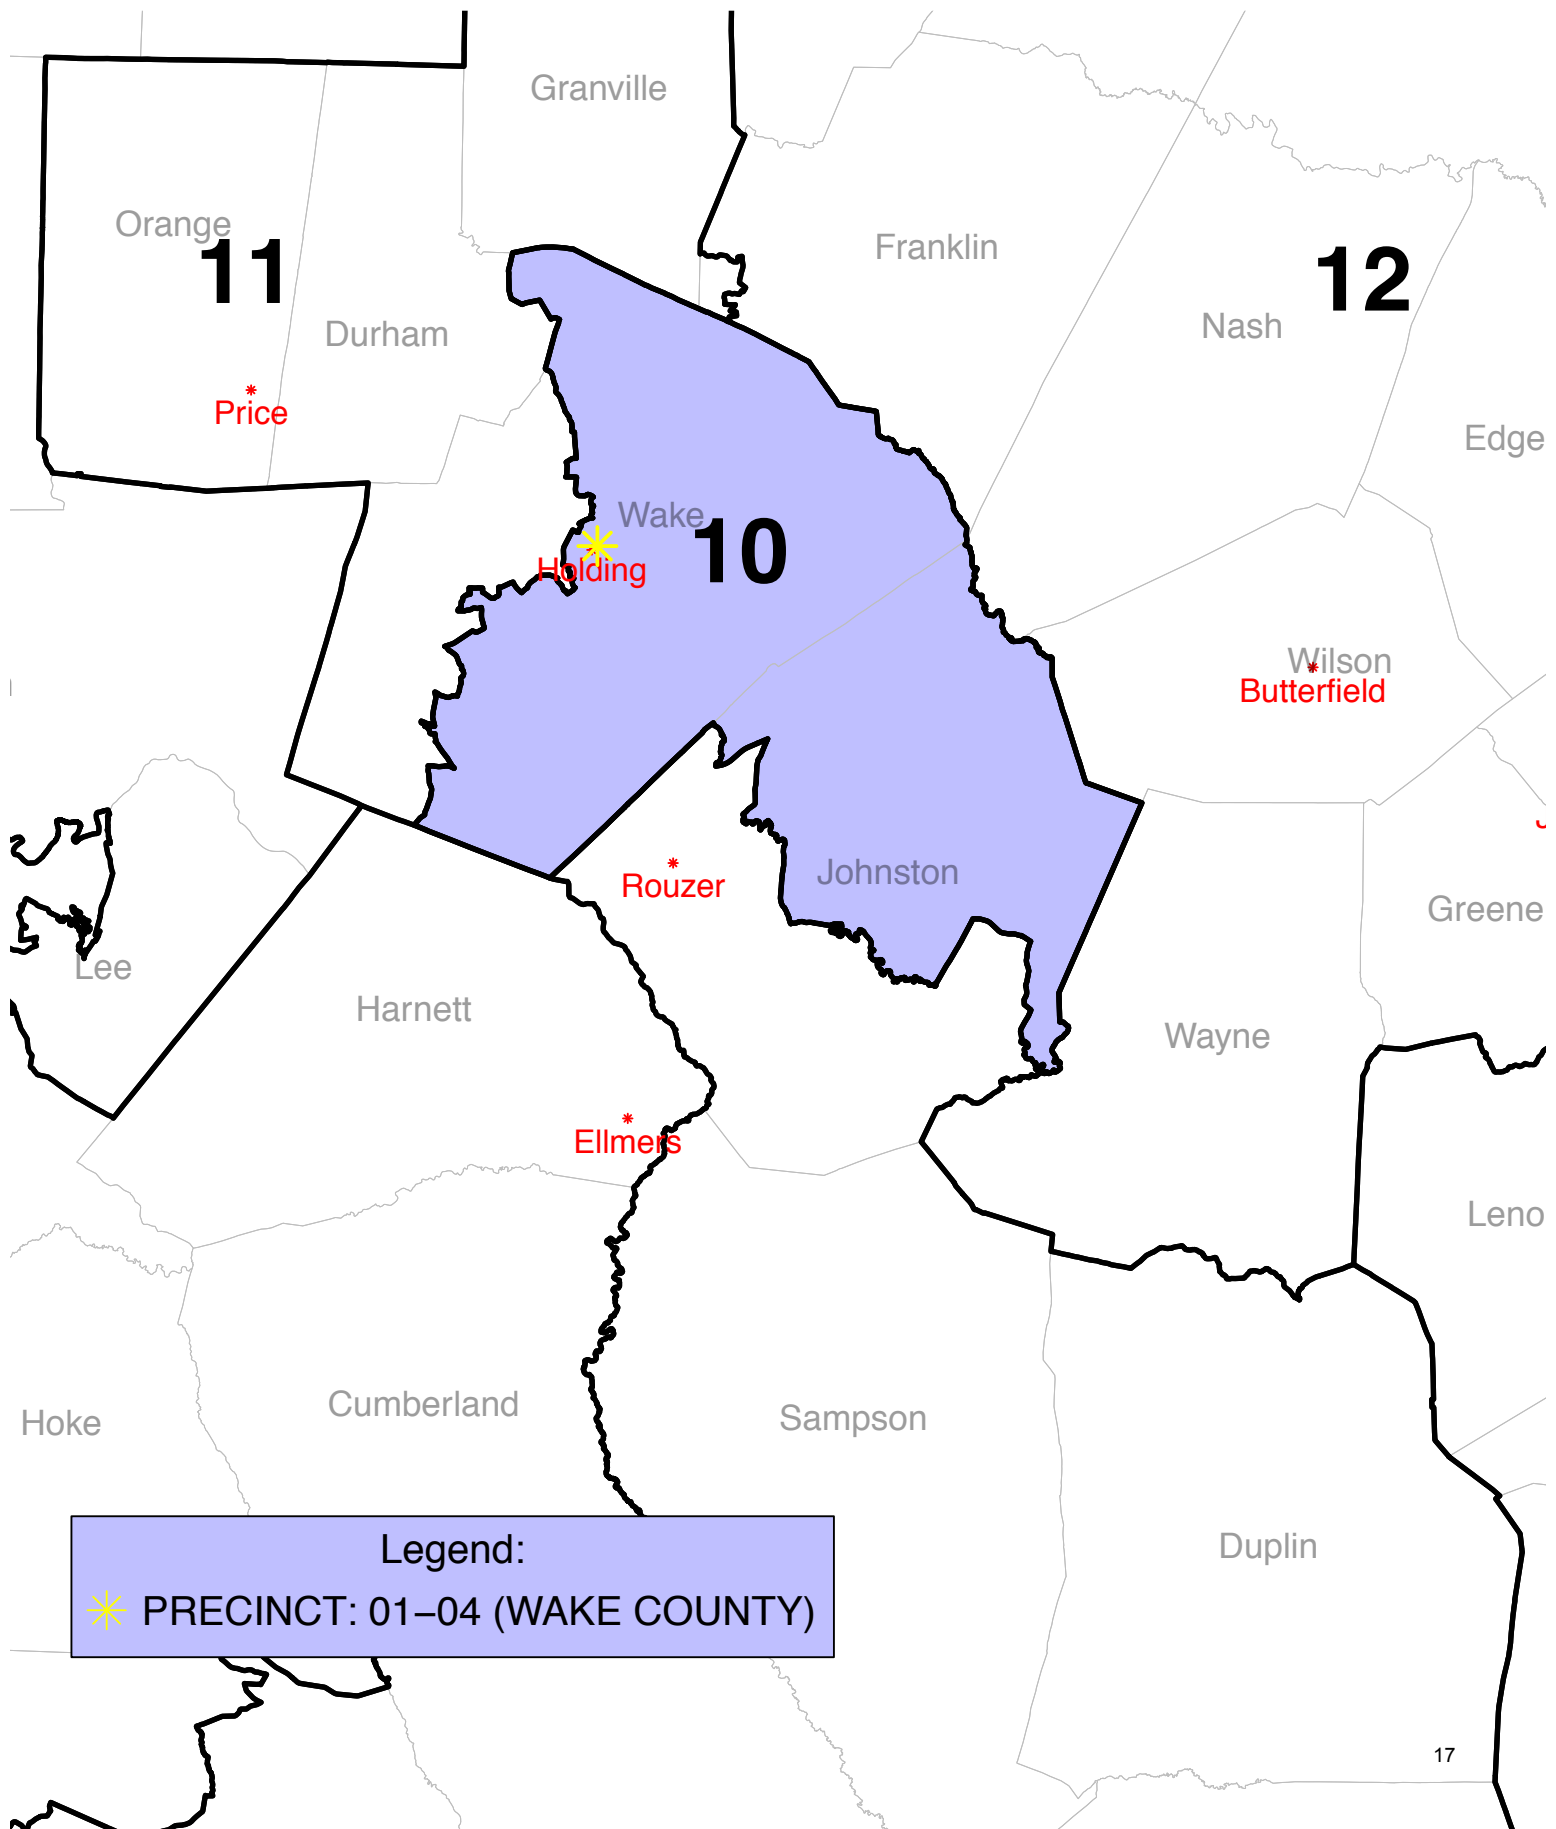 Granville
Orange
11
Franklin
12
Durham
Nash
Price
Edge
Wake
10
Holding
Wilson
Butterfield
J
Rouzer
Johnston
Greene
Lee
Harnett
Wayne
Ellmers
Leno
Cumberland
Sampson
Hoke
Duplin
Legend:
PRECINCT: 01–04 (WAKE COUNTY)
17